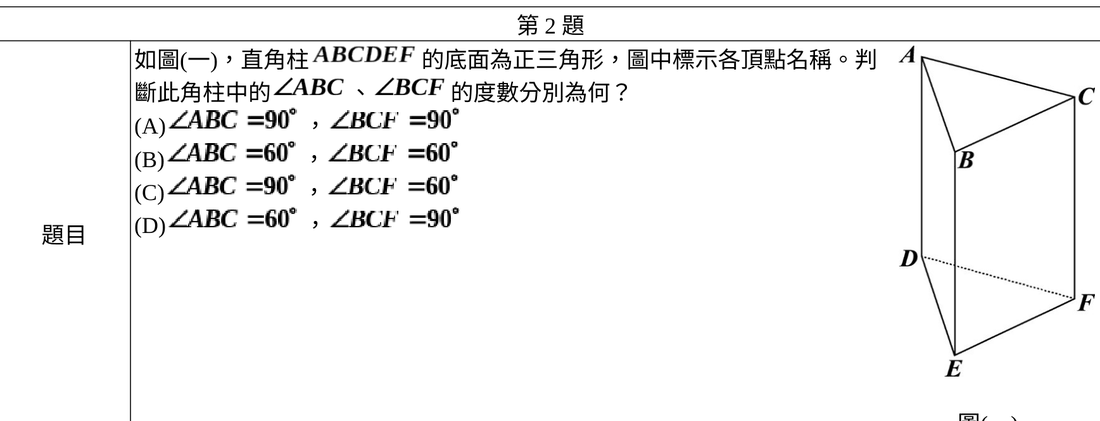 第 2 題
如圖(一)，直角柱 ABCDEF 的底面為正三角形，圖中標示各頂點名稱。判
斷此角柱中的∠ABC 、∠BCF 的度數分別為何？
(A)∠ABC =90° ，∠BCF =90°
(B)∠ABC =60° ，∠BCF =60°
(C)∠ABC =90° ，∠BCF =60°
(D)∠ABC =60° ，∠BCF =90°
題目
A
C
B
D
F
E